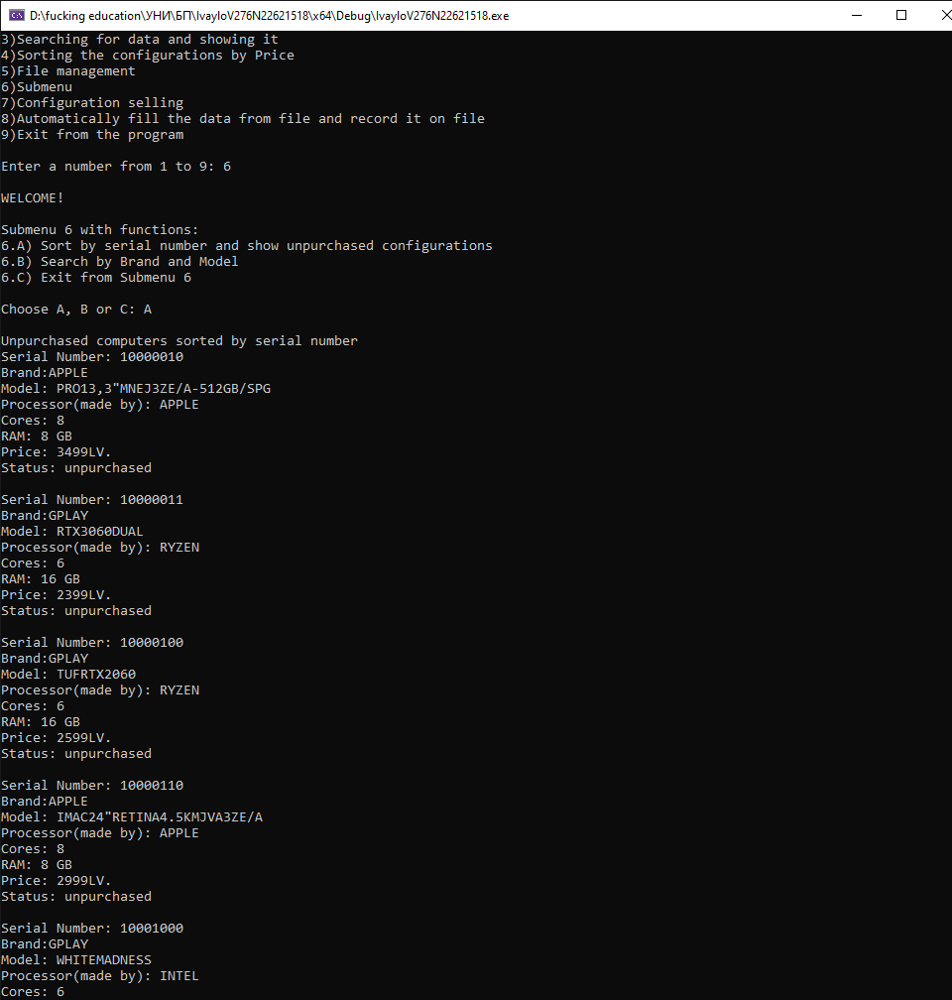 D:\fucking education\УНИ\БП\IvayloV276N22621518\x64\Debug\IvayloV276N22621518.exe
3)Searching for data and showing it
4)Sorting the configurations by Price
5)File management
6)Submenu
7)Configuration selling
8)Automatically fill the data from file and record it on file
9)Exit from the program
Enter a number from 1 to 9: 6
WELCOME!
Submenu 6 with functions:
6.A) Sort by serial number and show unpurchased configurations
6.B) Search by Brand and Model
6.C) Exit from Submenu 6
Choose A, B or C: A
Unpurchased computers sorted by serial number
Serial Number: 10000010
Brand:APPLE
Model: PRO13,3"MNEJ3ZE/A-512GB/SPG
Processor(made by): APPLE
Cores: 8
RAM: 8 GB
Price: 3499LV.
Status: unpurchased
Serial Number: 10000011
Brand:GPLAY
Model: RTX3060DUAL
Processor(made by): RYZEN
Cores: 6
RAM: 16 GB
Price: 2399LV.
Status: unpurchased
Serial Number: 10000100
Brand:GPLAY
Model: TUFRTX2060
Processor(made by): RYZEN
Cores: 6
RAM: 16 GB
Price: 2599LV.
Status: unpurchased
Serial Number: 10000110
Brand:APPLE
Model: IMAC24"RETINA4.5KMJVA3ZE/A
Processor(made by): APPLE
Cores: 8
RAM: 8 GB
Price: 2999LV.
Status: unpurchased
Serial Number: 10001000
Brand:GPLAY
Model: WHITEMADNESS
Processor(made by): INTEL
Cores: 6